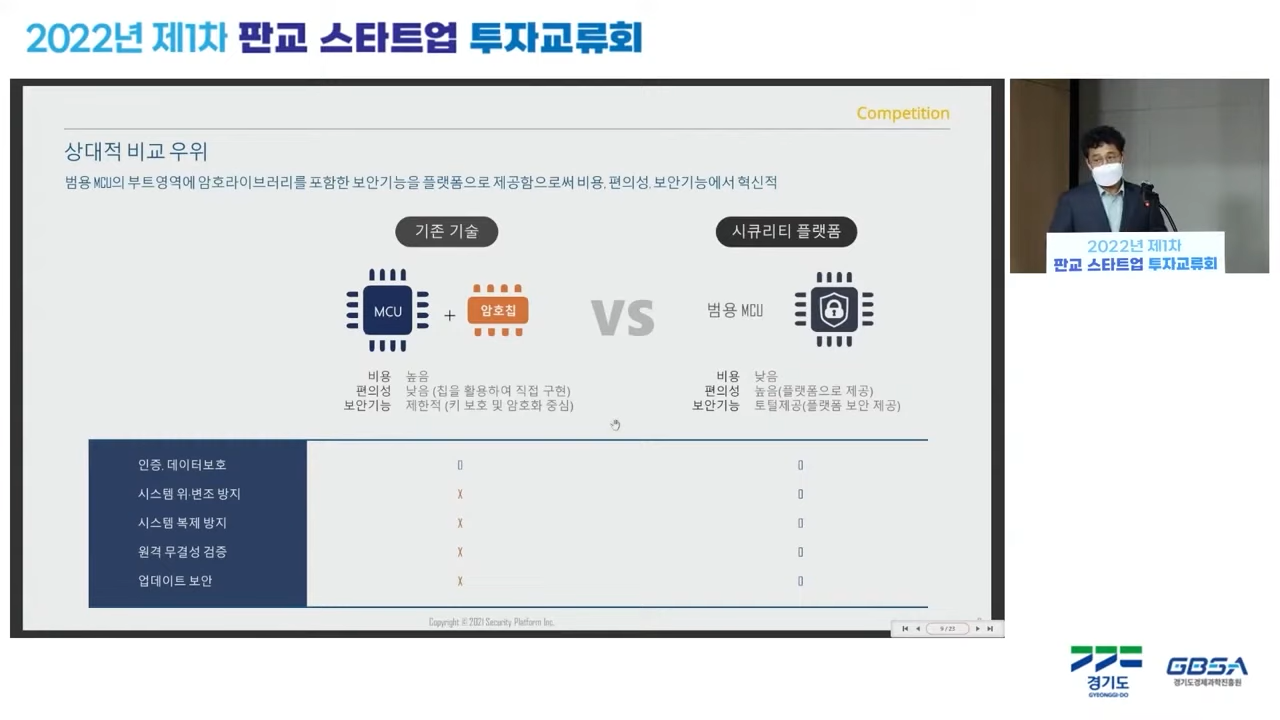 2022년 제1차 판교 스타트업 투자교류회
Competition
상대적 비교 우위
범용 MCU의 부트영역에 암호라이브러리를 포함한 보안기능을 플랫폼으로 제공함으로써 비용, 편의성, 보안기능에서 혁신적
기존 기술
시큐리티 플랫폼
MCU
+
암호칩
VS
범용 MCU
비용 높음
편의성 낮음 (칩을 활용하여 직접 구현)
보안기능 제한적 (키 보호 및 암호화 중심)
비용 낮음
편의성 높음(플랫폼으로 제공)
보안기능 토털제공(플랫폼 보안 제공)
인증, 데이터보호 O O
시스템 위·변조 방지 X O
시스템 복제 방지 X O
원격 무결성 검증 X O
업데이트 보안 X O
Copyright © 2021 Security Platform Inc.
9 / 23
2022년 제1차
판교 스타트업 투자교류회
경기도
GYEONGGI-DO
GBSA
경기도경제과학진흥원